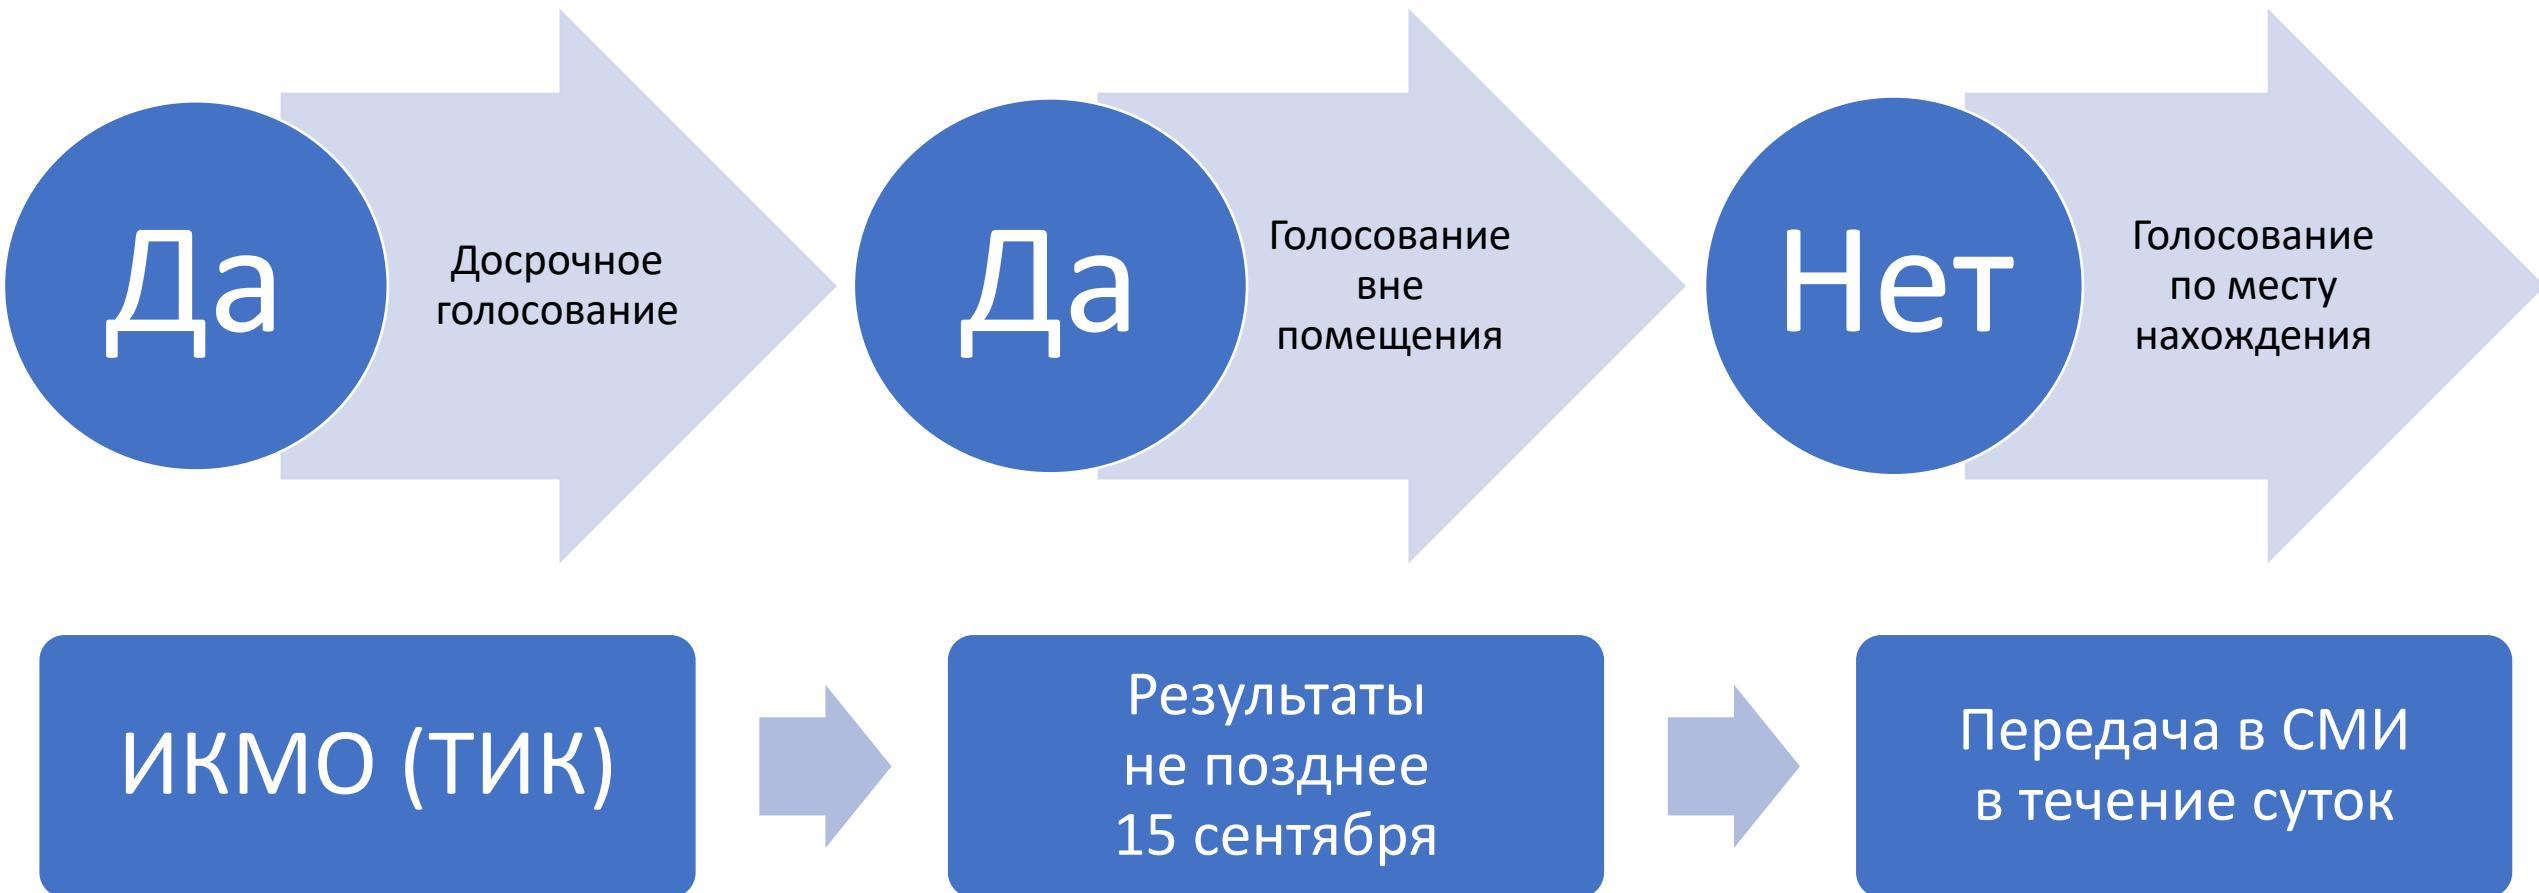 Да
Досрочное
голосование
Да
Голосование
вне
помещения
Нет
Голосование
по месту
нахождения
ИКМО (ТИК)
Результаты
не позднее
15 сентября
Передача в СМИ
в течение суток